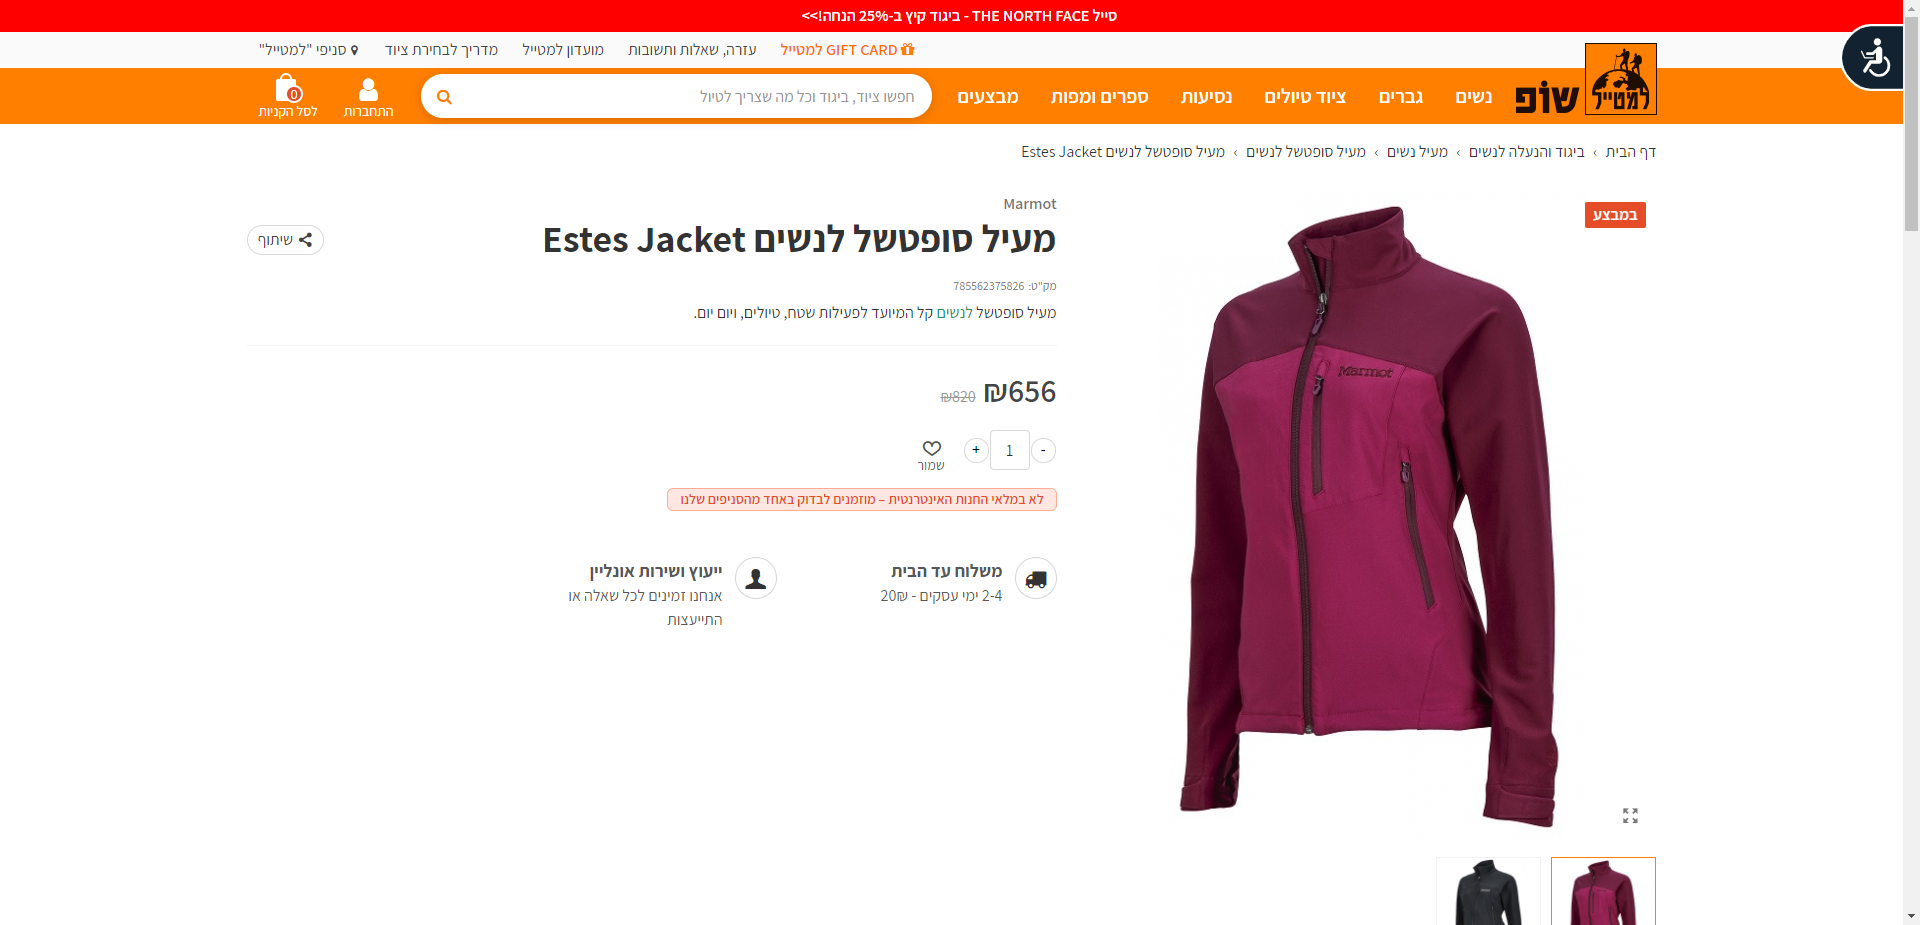 סייל THE NORTH FACE - ביגוד קיץ ב-25% הנחה!>>
GIFT CARD למטייל
עזרה, שאלות ותשובות
מועדון למטייל
מדריך לבחירת ציוד
סניפי "למטייל"
למטייל
שופ
נשים
גברים
ציוד טיולים
נסיעות
ספרים ומפות
מבצעים
חפשו ציוד, ביגוד וכל מה שצריך לטיול
התחברות
0
לסל הקניות
דף הבית › ביגוד והנעלה לנשים › מעיל נשים › מעיל סופטשל לנשים › מעיל סופטשל לנשים Estes Jacket
במבצע
Marmot
Marmot
מעיל סופטשל לנשים Estes Jacket
שיתוף
מק"ט: 785562375826
מעיל סופטשל לנשים קל המיועד לפעילות שטח, טיולים, ויום יום.
₪656 ₪820
- 1 +
שמור
לא במלאי החנות האינטרנטית – מוזמנים לבדוק באחד מהסניפים שלנו
משלוח עד הבית
2-4 ימי עסקים - 20₪
ייעוץ ושירות אונליין
אנחנו זמינים לכל שאלה או
התייעצות